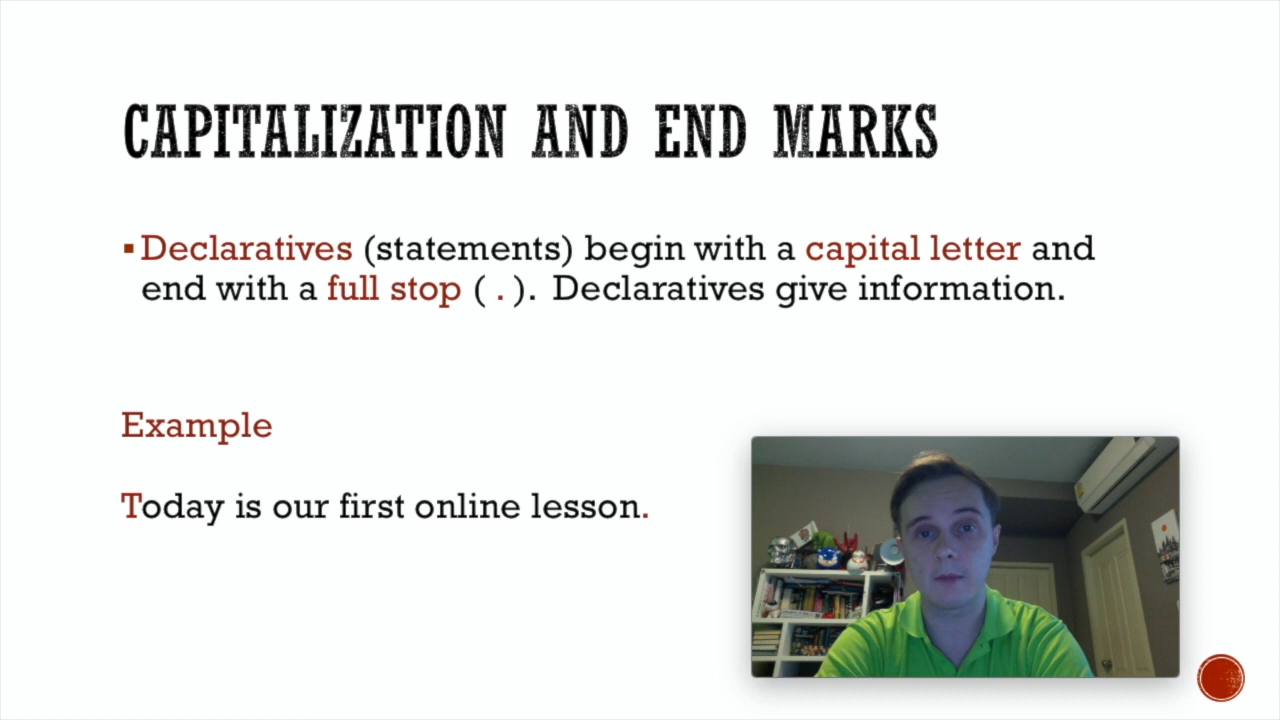 CAPITALIZATION AND END MARKS
▪ Declaratives (statements) begin with a capital letter and
end with a full stop ( . ). Declaratives give information.
Example
Today is our first online lesson.